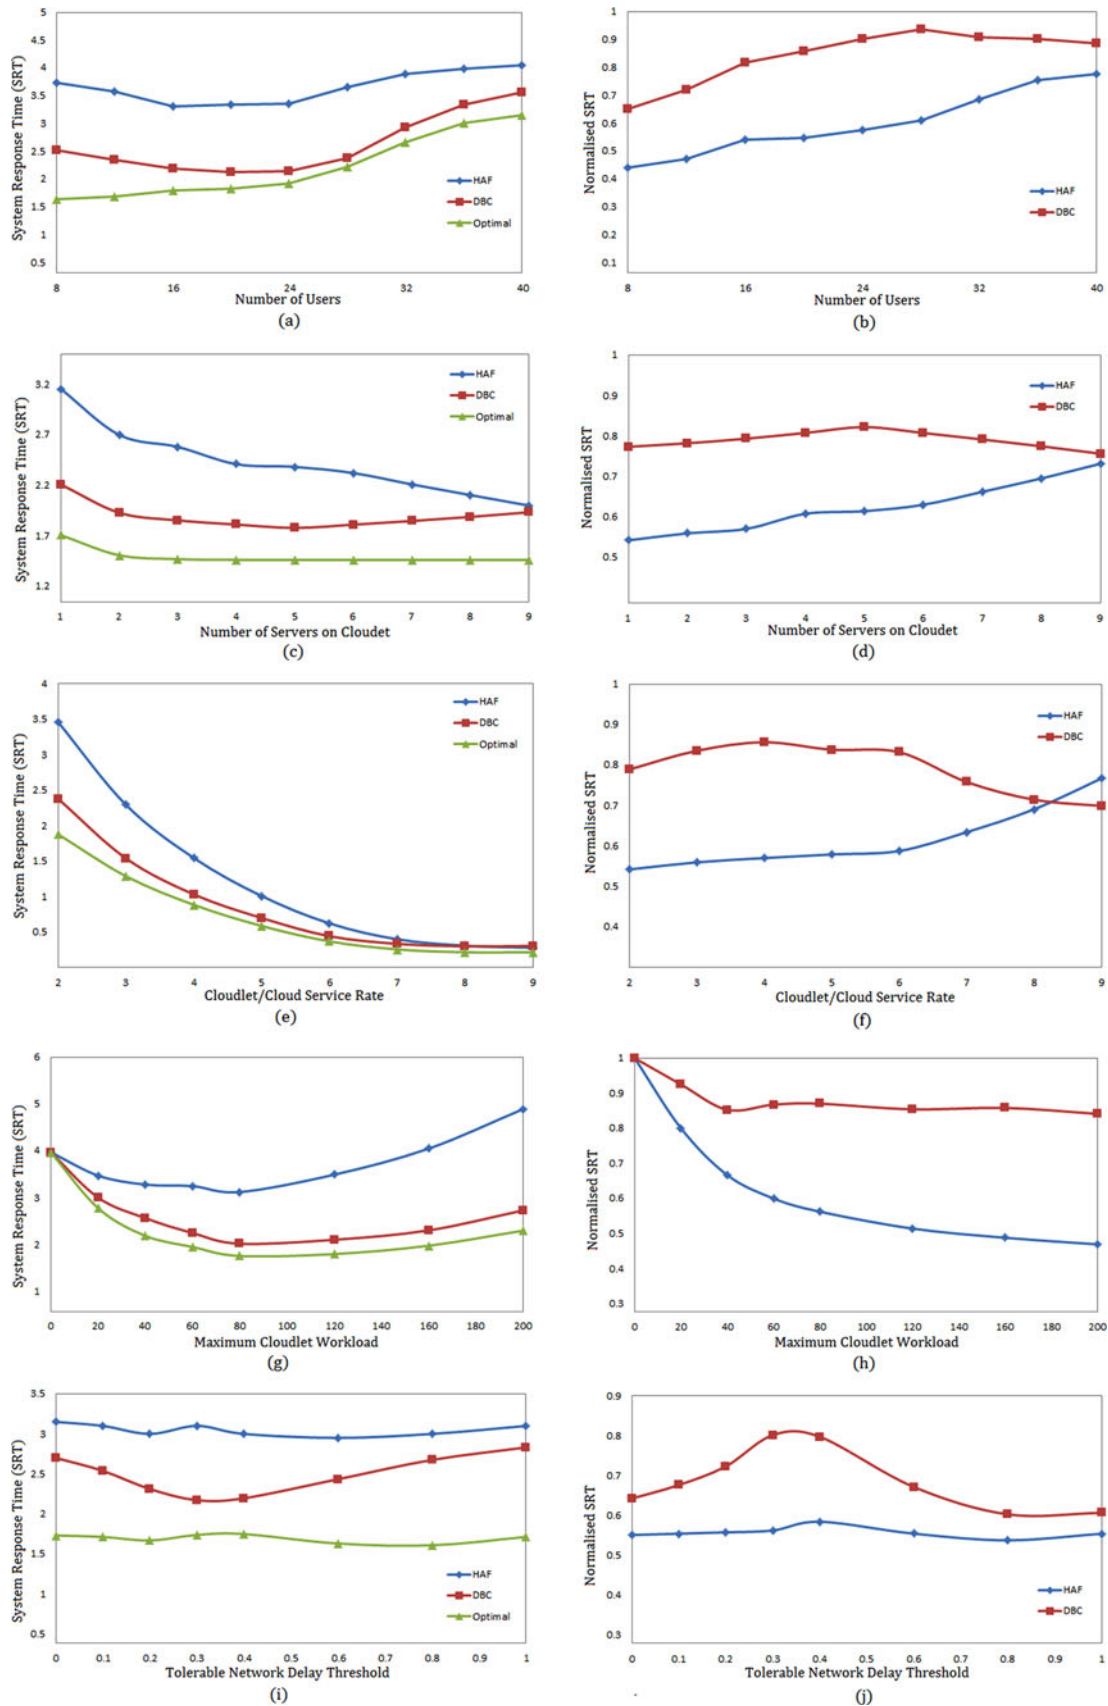 System Response Time (SRT)
5
4.5
4
3.5
3
2.5
2
1.5
1
0.5
HAF
DBC
Optimal
8 16 24 32 40
Number of Users
(a)
Normalised SRT
1
0.9
0.8
0.7
0.6
0.5
0.4
0.3
0.2
0.1
HAF
DBC
8 16 24 32 40
Number of Users
(b)
System Response Time (SRT)
3.2
2.7
2.2
1.7
1.2
HAF
DBC
Optimal
1 2 3 4 5 6 7 8 9
Number of Servers on Cloudet
(c)
Normalised SRT
1
0.9
0.8
0.7
0.6
0.5
HAF
DBC
1 2 3 4 5 6 7 8 9
Number of Servers on Cloudet
(d)
System Response Time (SRT)
4
3.5
3
2.5
2
1.5
1
0.5
HAF
DBC
Optimal
2 3 4 5 6 7 8 9
Cloudlet/Cloud Service Rate
(e)
Normalised SRT
1
0.9
0.8
0.7
0.6
0.5
0.4
HAF
DBC
2 3 4 5 6 7 8 9
Cloudlet/Cloud Service Rate
(f)
System Response Time (SRT)
6
5
4
3
2
1
0 20 40 60 80 100 120 140 160 180 200
Maximum Cloudlet Workload
(g)
Normalised SRT
1
0.9
0.8
0.7
0.6
0.5
0.4
0.3
0 20 40 60 80 100 120 140 160 180 200
Maximum Cloudlet Workload
(h)
System Response Time (SRT)
3.5
3
2.5
2
1.5
1
0.5
HAF
DBC
Optimal
0 0.1 0.2 0.3 0.4 0.5 0.6 0.7 0.8 0.9 1
Tolerable Network Delay Threshold
(i)
Normalised SRT
0.9
0.8
0.7
0.6
0.5
0.4
0.3
HAF
DBC
0 0.1 0.2 0.3 0.4 0.5 0.6 0.7 0.8 0.9 1
Tolerable Network Delay Threshold
(j)